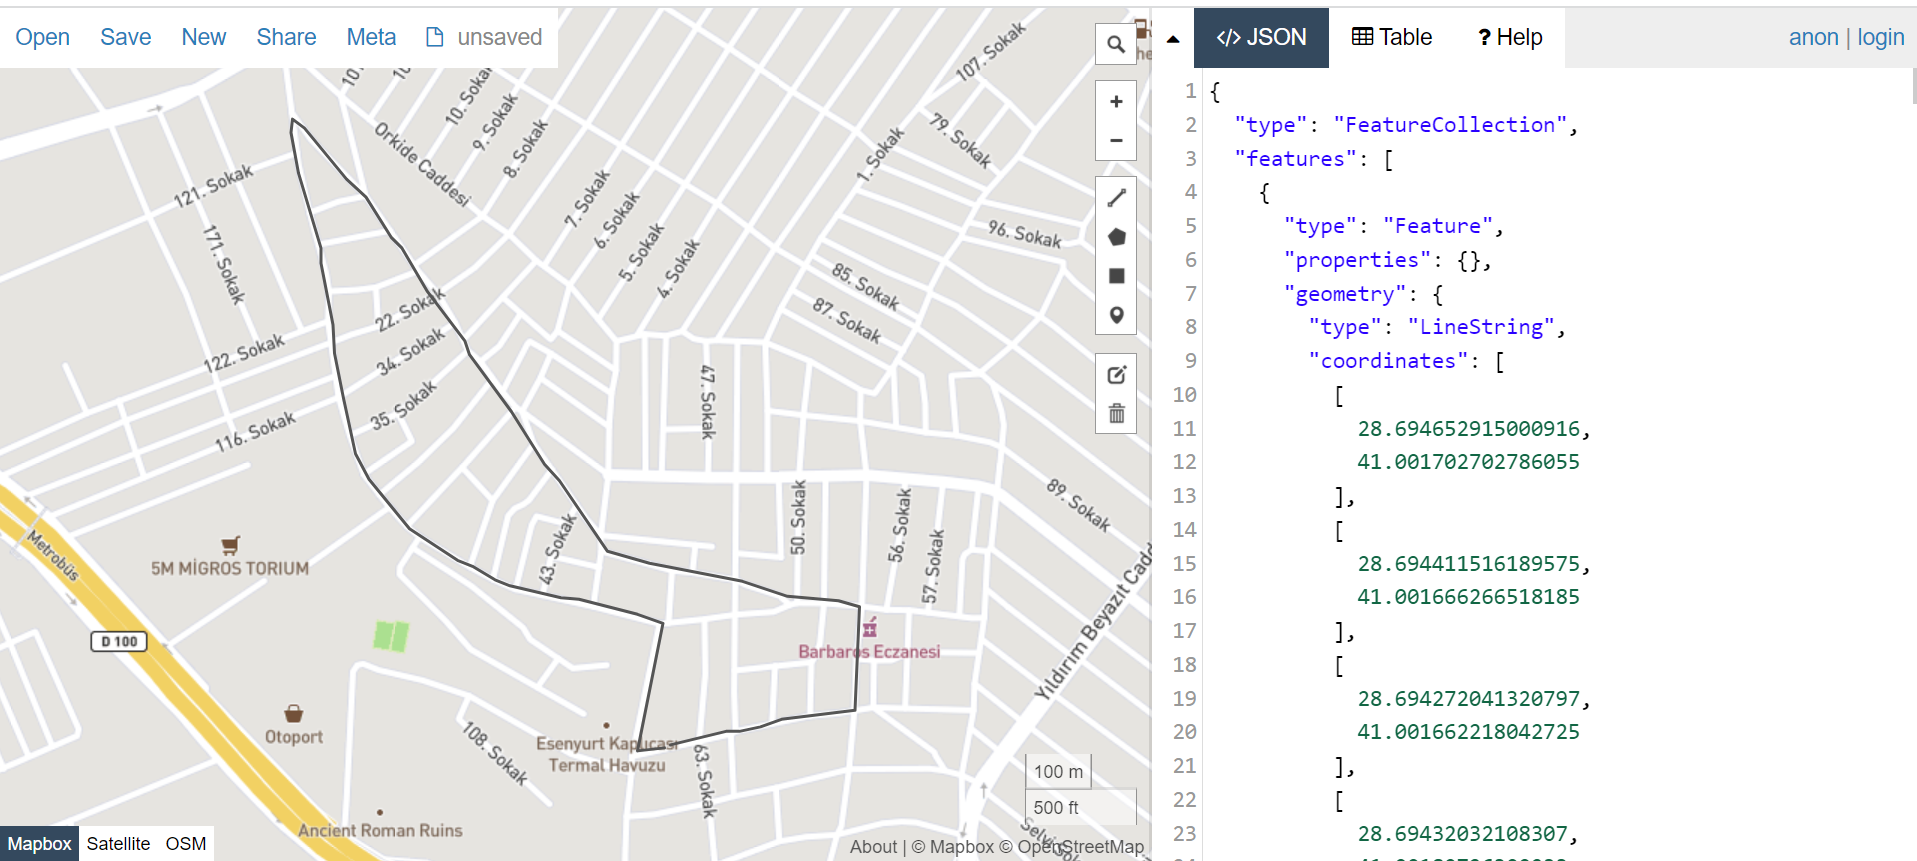 Open Save New Share Meta unsaved
JSON Table Help anon | login
107. Sokak
10. Sokak
9. Sokak
8. Sokak
Orkide Caddesi
79. Sokak
1. Sokak
121. Sokak
7. Sokak
6. Sokak
5. Sokak
4. Sokak
96. Sokak
171. Sokak
85. Sokak
87. Sokak
22. Sokak
34. Sokak
35. Sokak
122. Sokak
116. Sokak
47. Sokak
50. Sokak
56. Sokak
57. Sokak
89. Sokak
43. Sokak
Metrobüs
5M MİGROS TORIUM
D 100
Barbaros Eczanesi
Yıldırım Beyazıt Cadd
Otoport
Esenyurt Kaplıcası
Termal Havuzu
108. Sokak
63. Sokak
Ancient Roman Ruins
100 m
500 ft
Mapbox Satellite OSM
About | © Mapbox © OpenStreetMap
1 {
2 "type": "FeatureCollection",
3 "features": [
4 {
5 "type": "Feature",
6 "properties": {},
7 "geometry": {
8 "type": "LineString",
9 "coordinates": [
10 [
11 28.694652915000916,
12 41.001702702786055
13 ],
14 [
15 28.694411516189575,
16 41.001666266518185
17 ],
18 [
19 28.694272041320797,
20 41.001662218042725
21 ],
22 [
23 28.69432032108307,